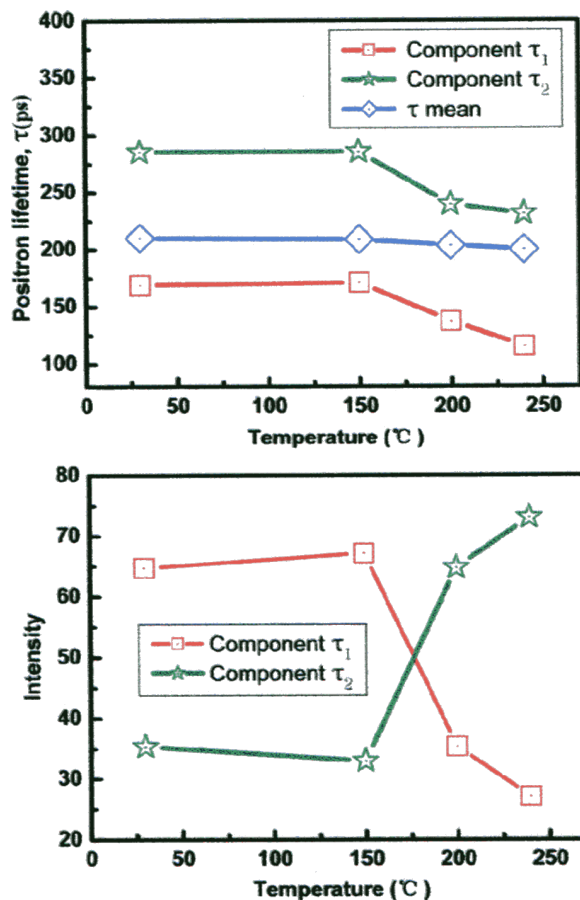 400
350
300
250
200
150
100
Positron lifetime, τ(ps)
Component τ1
Component τ2
τ mean
0 50 100 150 200 250
Temperature (℃)
80
70
60
50
40
30
20
Intensity
Component τ1
Component τ2
0 50 100 150 200 250
Temperature (℃)